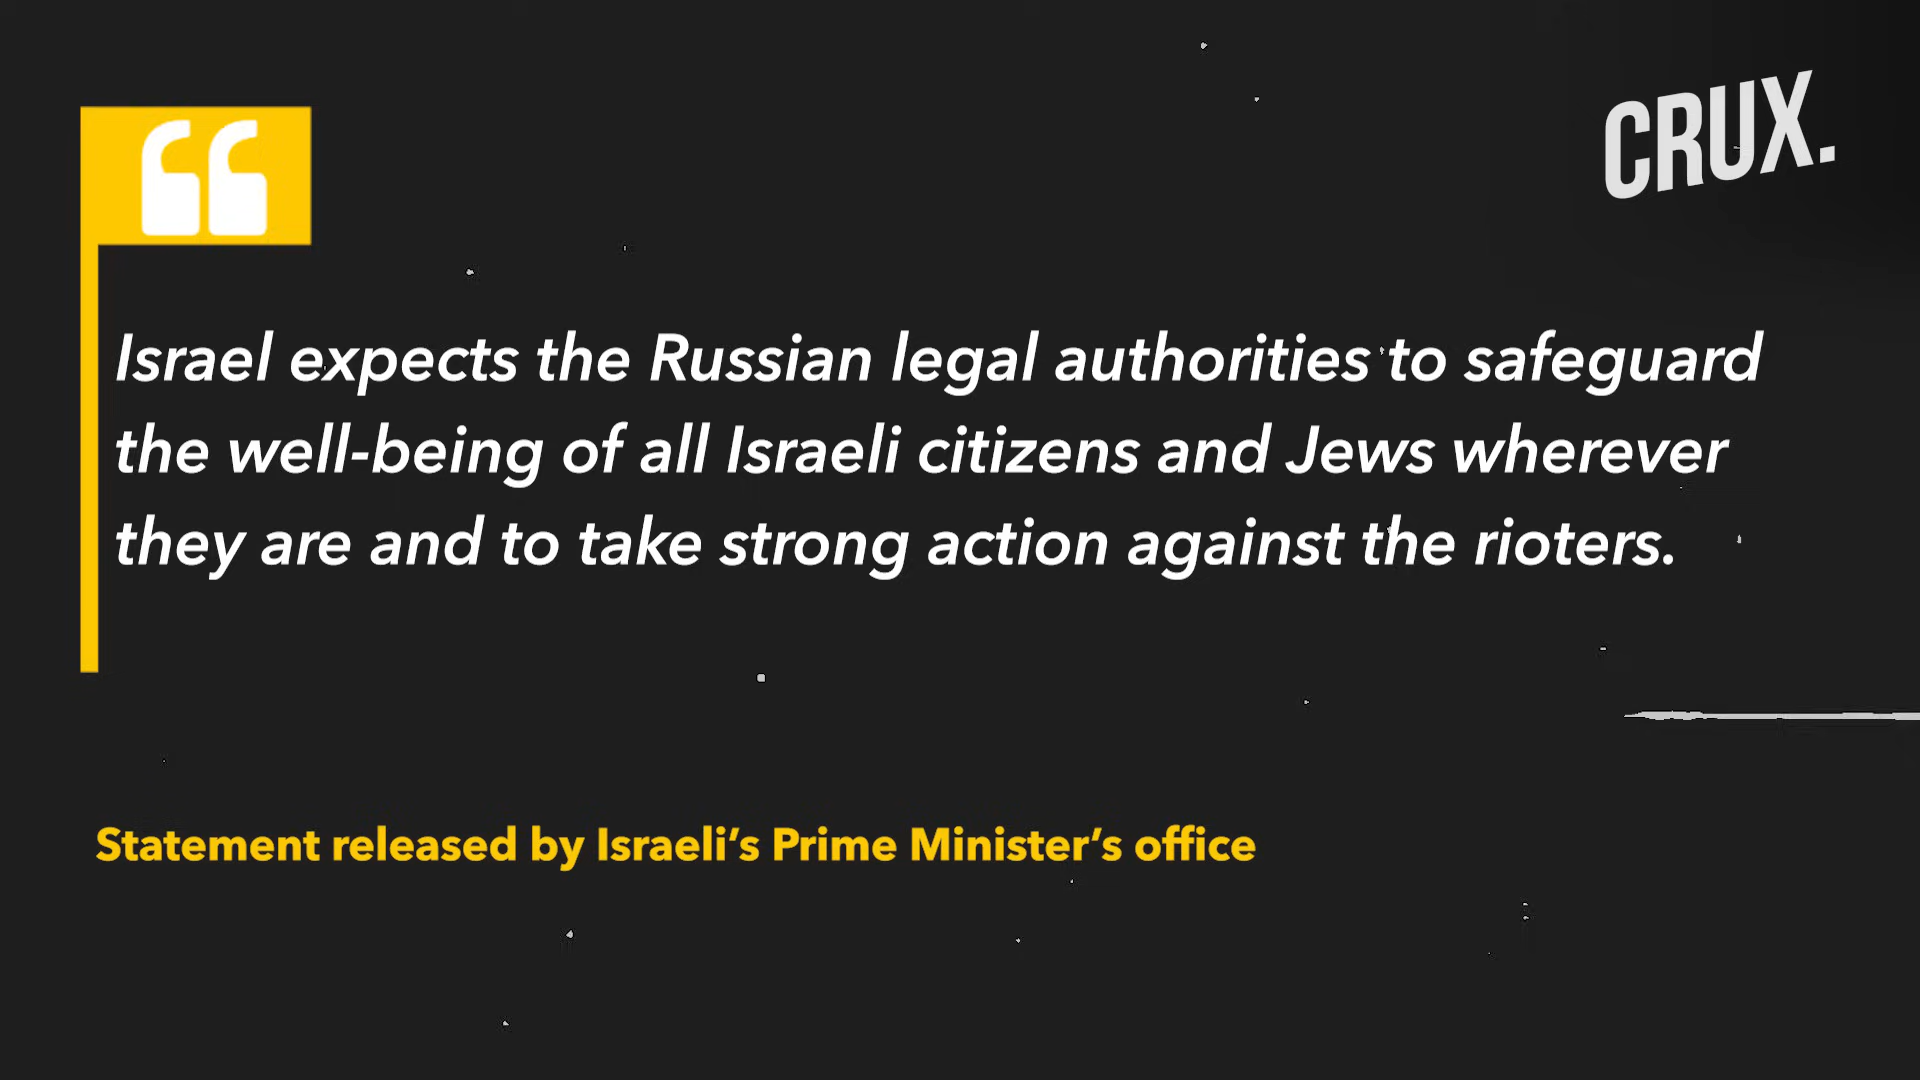 CRUX.
Israel expects the Russian legal authorities to safeguard
the well-being of all Israeli citizens and Jews wherever
they are and to take strong action against the rioters.
Statement released by Israeli’s Prime Minister’s office